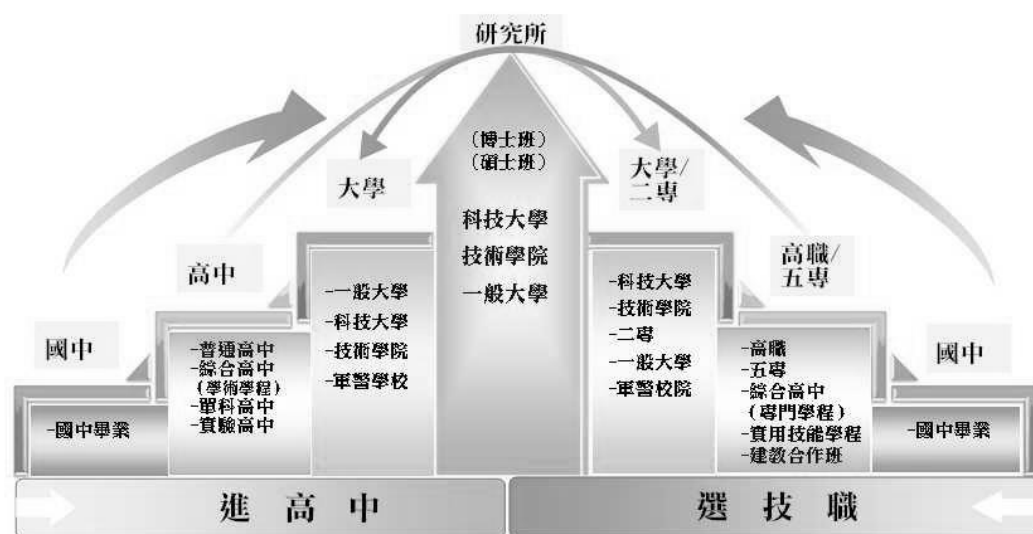 研究所
(博士班)
(碩士班)
科技大學
技術學院
一般大學
大學
-一般大學
-科技大學
-技術學院
-軍警學校
高中
-普通高中
-綜合高中
(學術學程)
-單科高中
-實驗高中
國中
-國中畢業
大學/
二專
-科技大學
-技術學院
-二專
-一般大學
-軍警校院
高職/
五專
-高職
-五專
-綜合高中
(專門學程)
-實用技能學程
-建教合作班
國中
-國中畢業
進高中
選技職